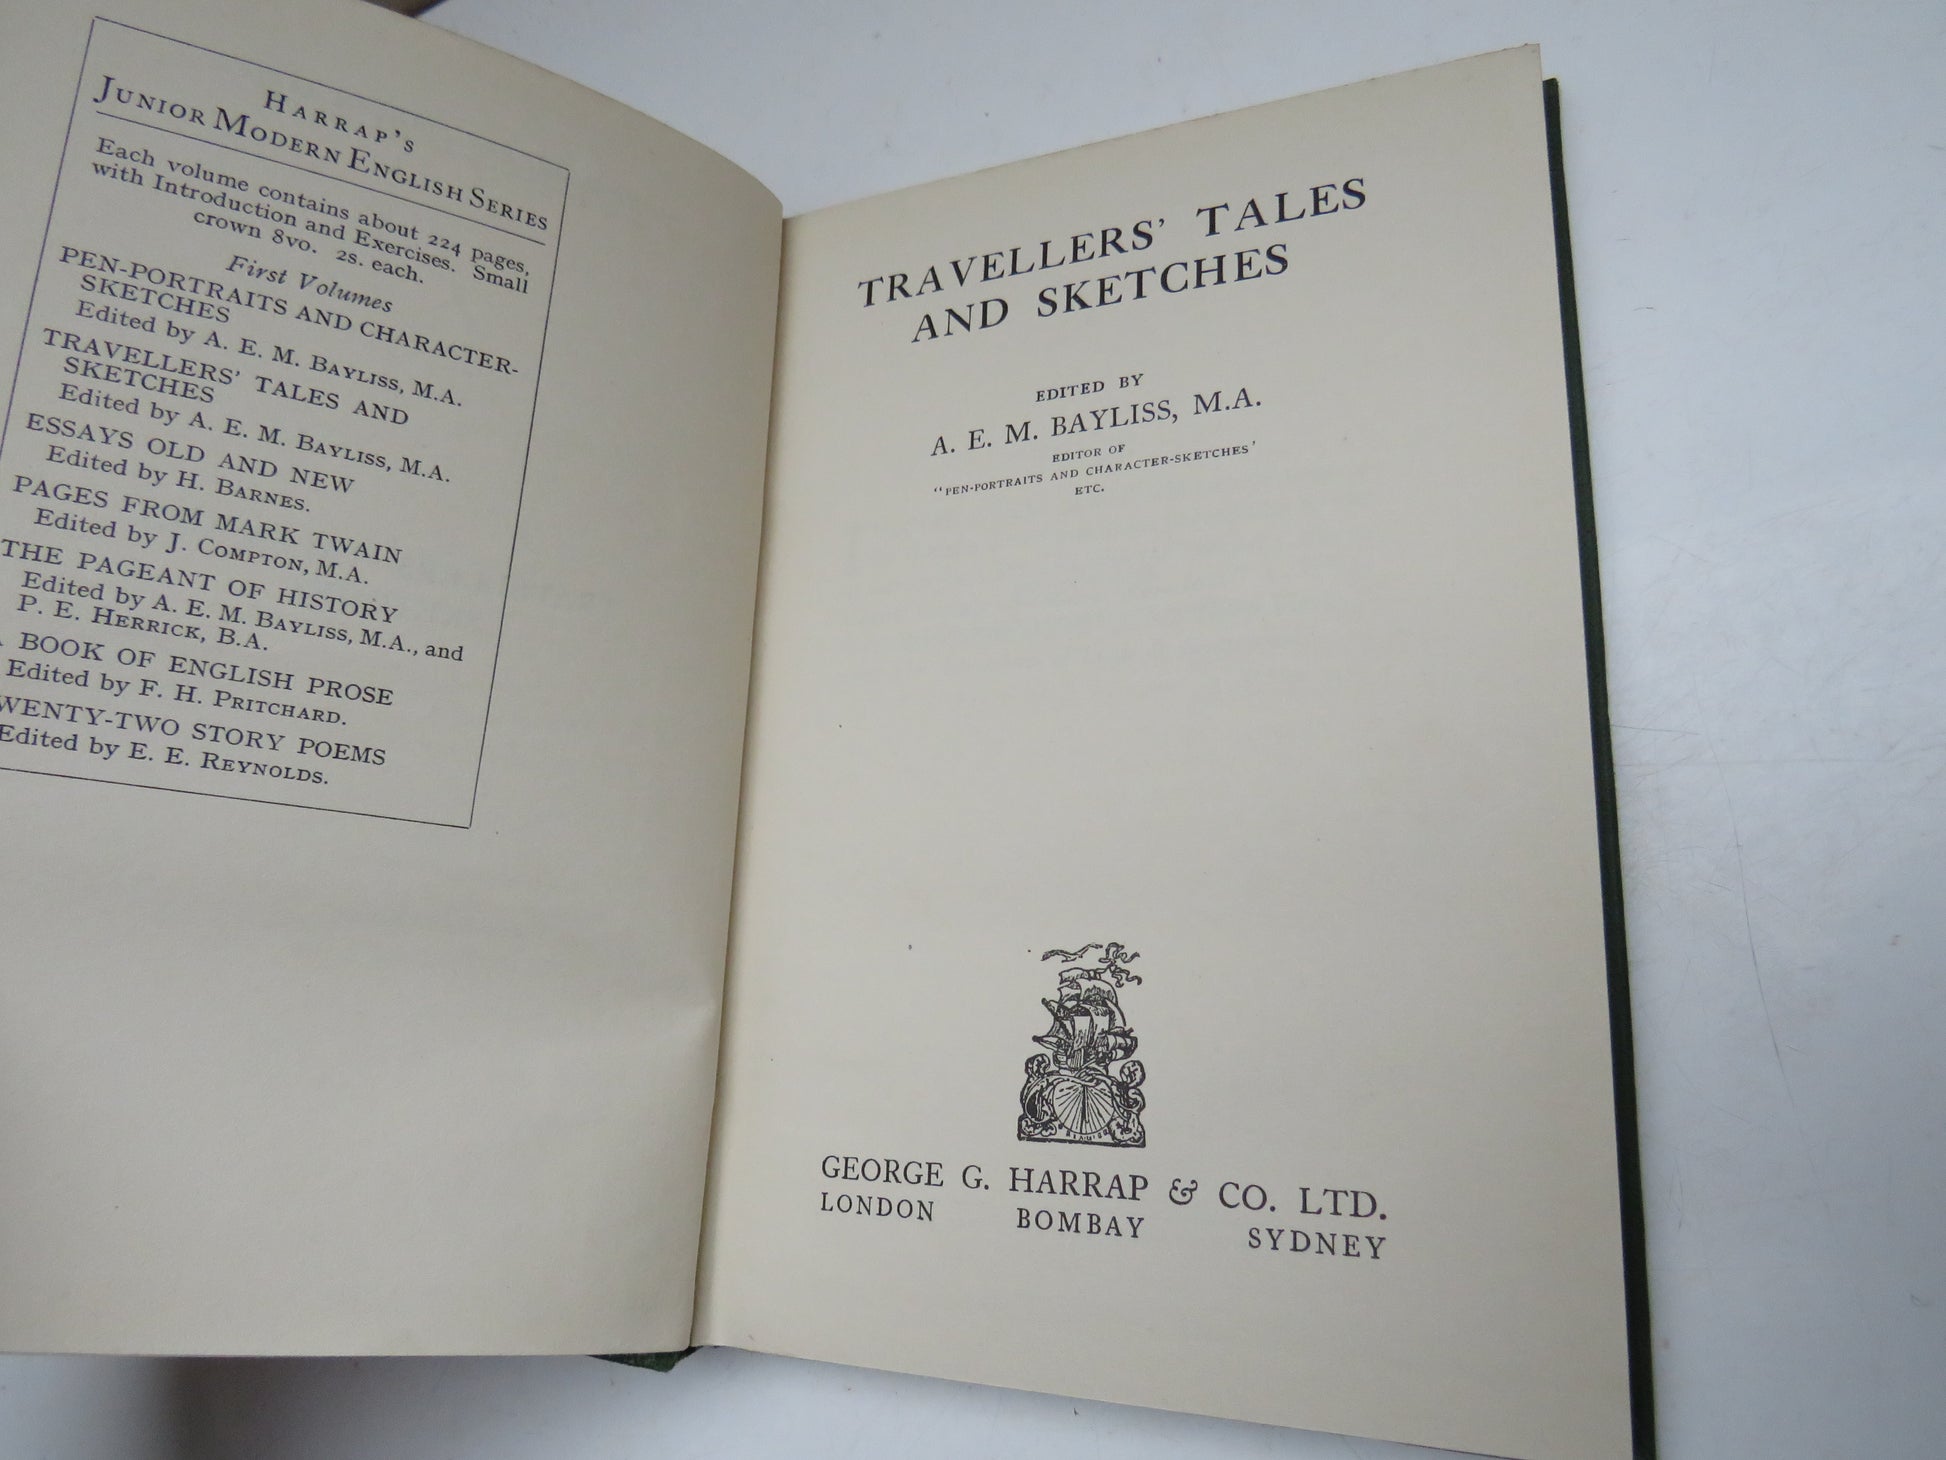 HARRAP'S
JUNIOR MODERN ENGLISH SERIES
Each volume contains about 224 pages,
with Introduction and Exercises. Small
crown 8vo. 2s. each.
First Volumes
PEN-PORTRAITS AND CHARACTER-
SKETCHES
Edited by A. E. M. BAYLISS, M.A.
TRAVELLERS' TALES AND
SKETCHES
Edited by A. E. M. BAYLISS, M.A.
ESSAYS OLD AND NEW
Edited by H. BARNES.
PAGES FROM MARK TWAIN
Edited by J. COMPTON, M.A.
THE PAGEANT OF HISTORY
Edited by A. E. M. BAYLISS, M.A., and
P. E. HERRICK, B.A.
A BOOK OF ENGLISH PROSE
Edited by F. H. PRITCHARD.
WENTY-TWO STORY POEMS
Edited by E. E. REYNOLDS.
TRAVELLERS' TALES
AND SKETCHES
EDITED BY
A. E. M. BAYLISS, M.A.
EDITOR OF
"PEN-PORTRAITS AND CHARACTER-SKETCHES'
ETC.
GEORGE G. HARRAP & CO. LTD.
LONDON BOMBAY SYDNEY